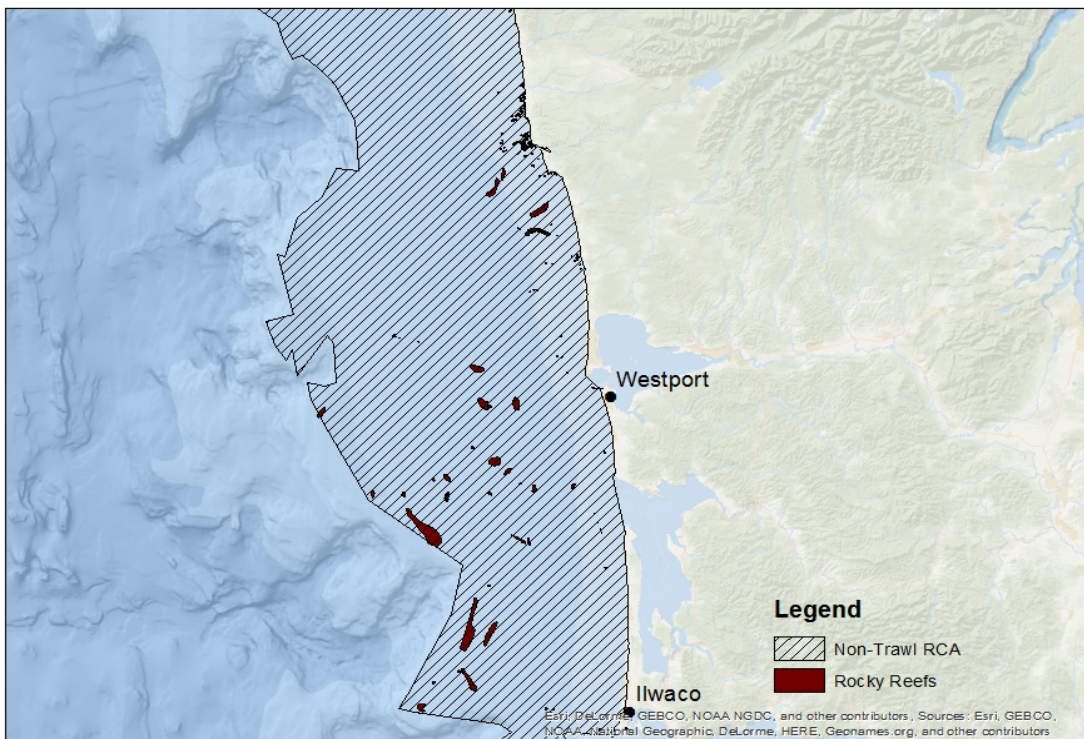 Westport
Legend
Non-Trawl RCA
Rocky Reefs
Ilwaco
Esri, DeLorme, GEBCO, NOAA NGDC, and other contributors, Sources: Esri, GEBCO,
NOAA, National Geographic, DeLorme, HERE, Geonames.org, and other contributors